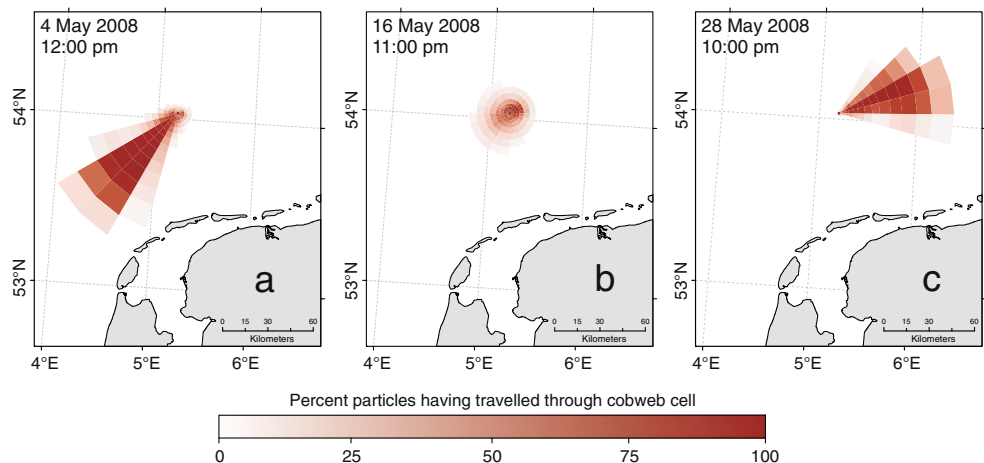 4 May 2008
12:00 pm
16 May 2008
11:00 pm
28 May 2008
10:00 pm
54°N
53°N
54°N
53°N
54°N
53°N
a
b
c
0 15 30 60
Kilometers
0 15 30 60
Kilometers
0 15 30 60
Kilometers
4°E 5°E 6°E
4°E 5°E 6°E
4°E 5°E 6°E
Percent particles having travelled through cobweb cell
0 25 50 75 100